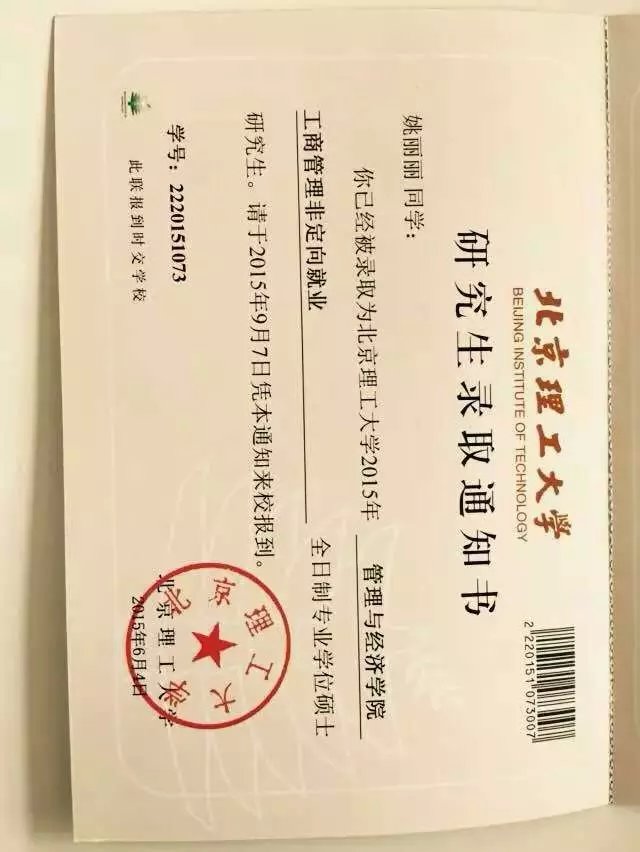 北京理工大学
BEIJING INSTITUTE OF TECHNOLOGY
2 220151 073007
研究生录取通知书
姚丽丽 同学：
你已经被录取为北京理工大学2015年 管理与经济学院
工商管理非定向就业 全日制专业学位硕士
研究生。请于2015年9月7日凭本通知来校报到。
北京理工大学
2015年6月4日
学号：2220151073
此联报到时交学校